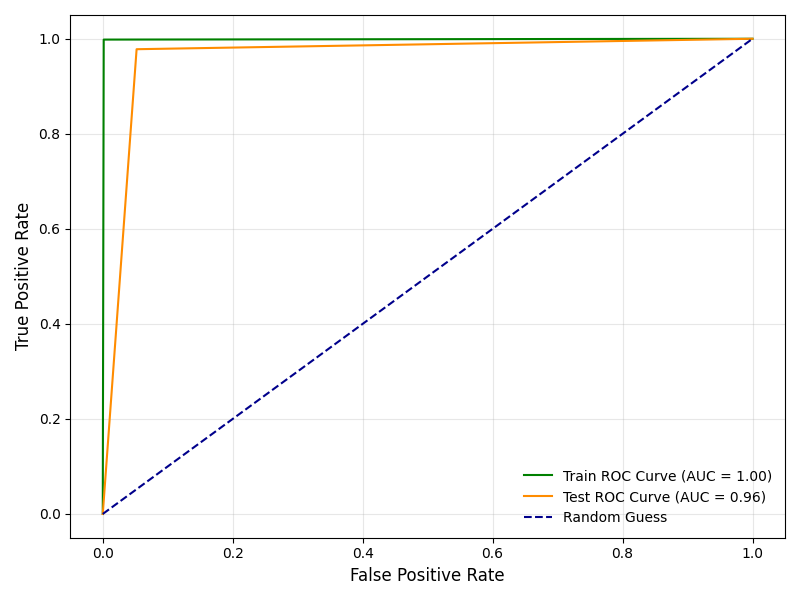 1.0
0.8
0.6
0.4
0.2
0.0
True Positive Rate
Train ROC Curve (AUC = 1.00)
Test ROC Curve (AUC = 0.96)
Random Guess
0.0 0.2 0.4 0.6 0.8 1.0
False Positive Rate